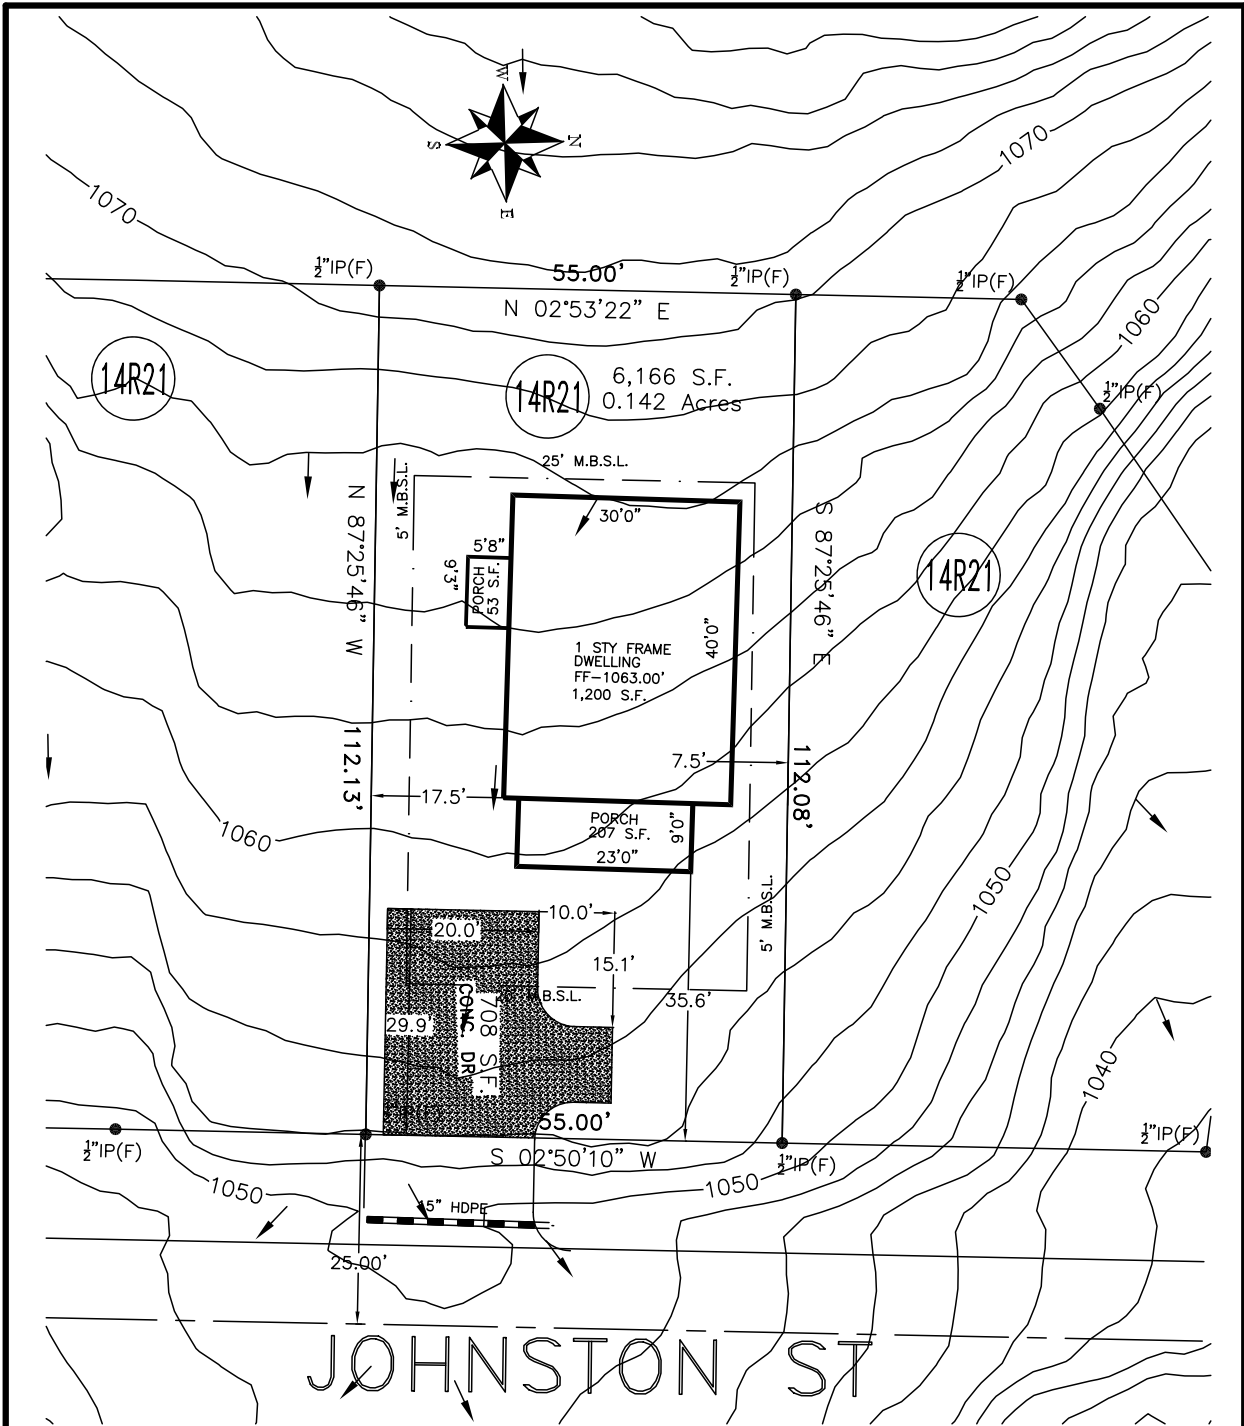 W
S
N
E
1070
1070
½"IP(F)
55.00'
½"IP(F)
½"IP(F)
N 02°53'22" E
1060
14R21
14R21
6,166 S.F.
0.142 Acres
½"IP(F)
25' M.B.S.L.
5' M.B.S.L.
30'0"
N 87°25'46" W
S 87°25'46" E
5'8"
9'3"
PORCH
53 S.F.
14R21
1 STY FRAME
DWELLING
FF-1063.00'
1,200 S.F.
40'0"
7.5'
112.13'
112.08'
17.5'
1060
PORCH
207 S.F.
9'0"
23'0"
1050
5' M.B.S.L.
10.0'
20.0'
15.1'
M.B.S.L.
35.6'
708 S.F.
CONC. DR
29.9'
1040
IP(F)
55.00'
½"IP(F)
S 02°50'10" W
½"IP(F)
½"IP(F)
1050
1050
5" HDPE
25.00'
JOHNSTON ST